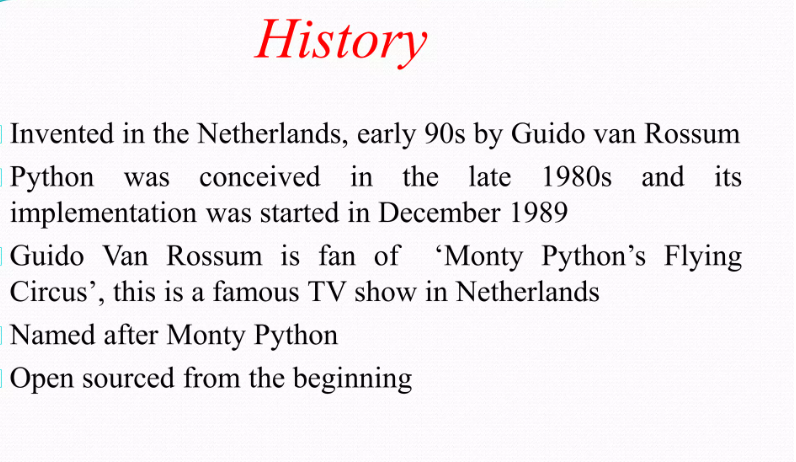 History
Invented in the Netherlands, early 90s by Guido van Rossum
Python was conceived in the late 1980s and its
implementation was started in December 1989
Guido Van Rossum is fan of ‘Monty Python’s Flying
Circus’, this is a famous TV show in Netherlands
Named after Monty Python
Open sourced from the beginning